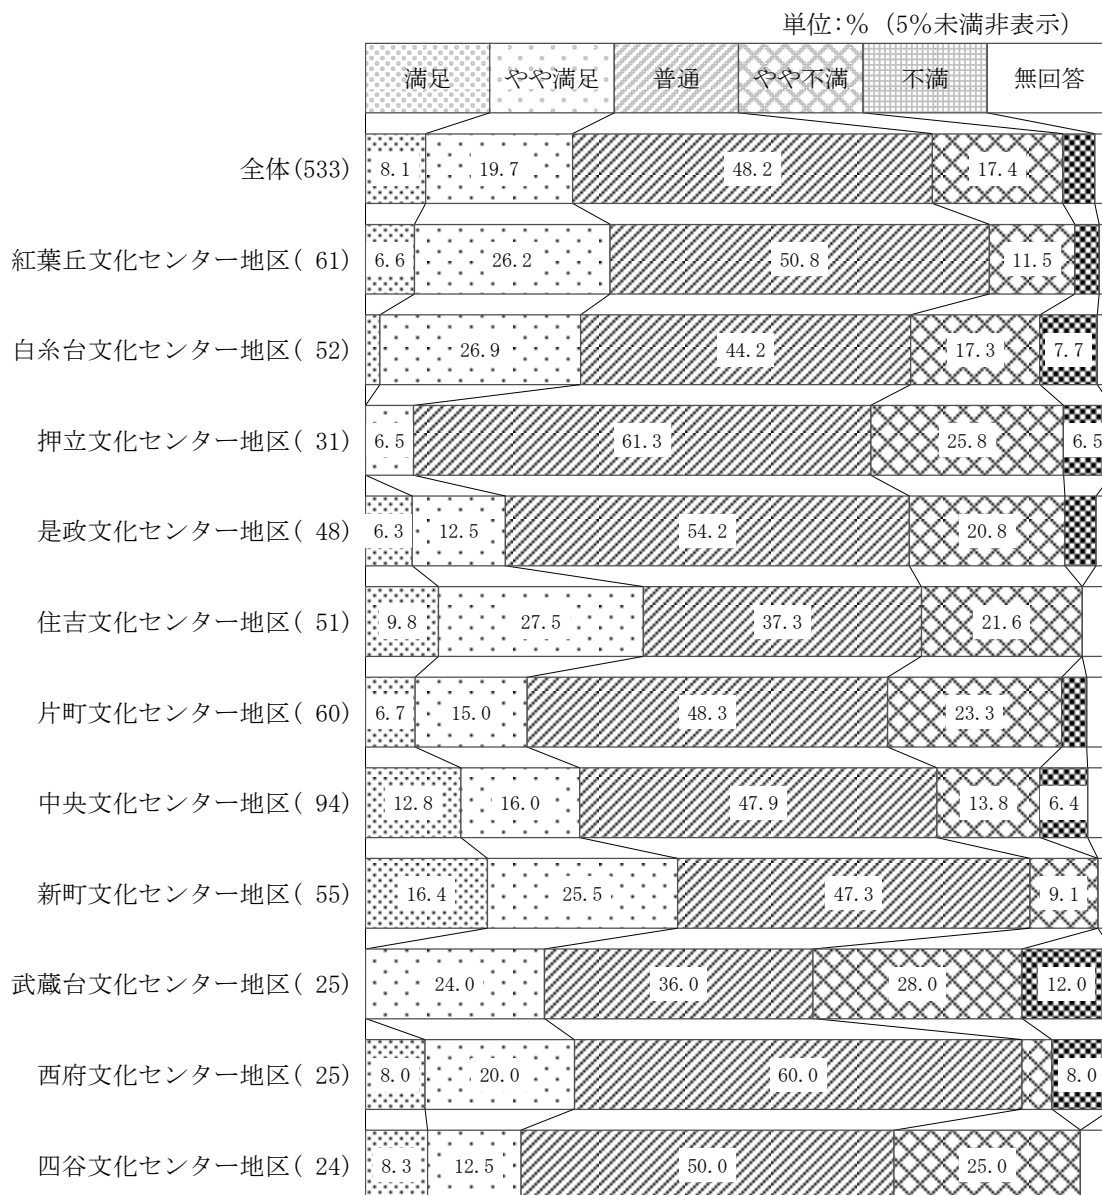 単位:% (5%未満非表示)
満足 やや満足 普通 やや不満 不満 無回答
全体(533) 8.1 19.7 48.2 17.4
紅葉丘文化センター地区( 61) 6.6 26.2 50.8 11.5
白糸台文化センター地区( 52) 26.9 44.2 17.3 7.7
押立文化センター地区( 31) 6.5 61.3 25.8 6.5
是政文化センター地区( 48) 6.3 12.5 54.2 20.8
住吉文化センター地区( 51) 9.8 27.5 37.3 21.6
片町文化センター地区( 60) 6.7 15.0 48.3 23.3
中央文化センター地区( 94) 12.8 16.0 47.9 13.8 6.4
新町文化センター地区( 55) 16.4 25.5 47.3 9.1
武蔵台文化センター地区( 25) 24.0 36.0 28.0 12.0
西府文化センター地区( 25) 8.0 20.0 60.0 8.0
四谷文化センター地区( 24) 8.3 12.5 50.0 25.0